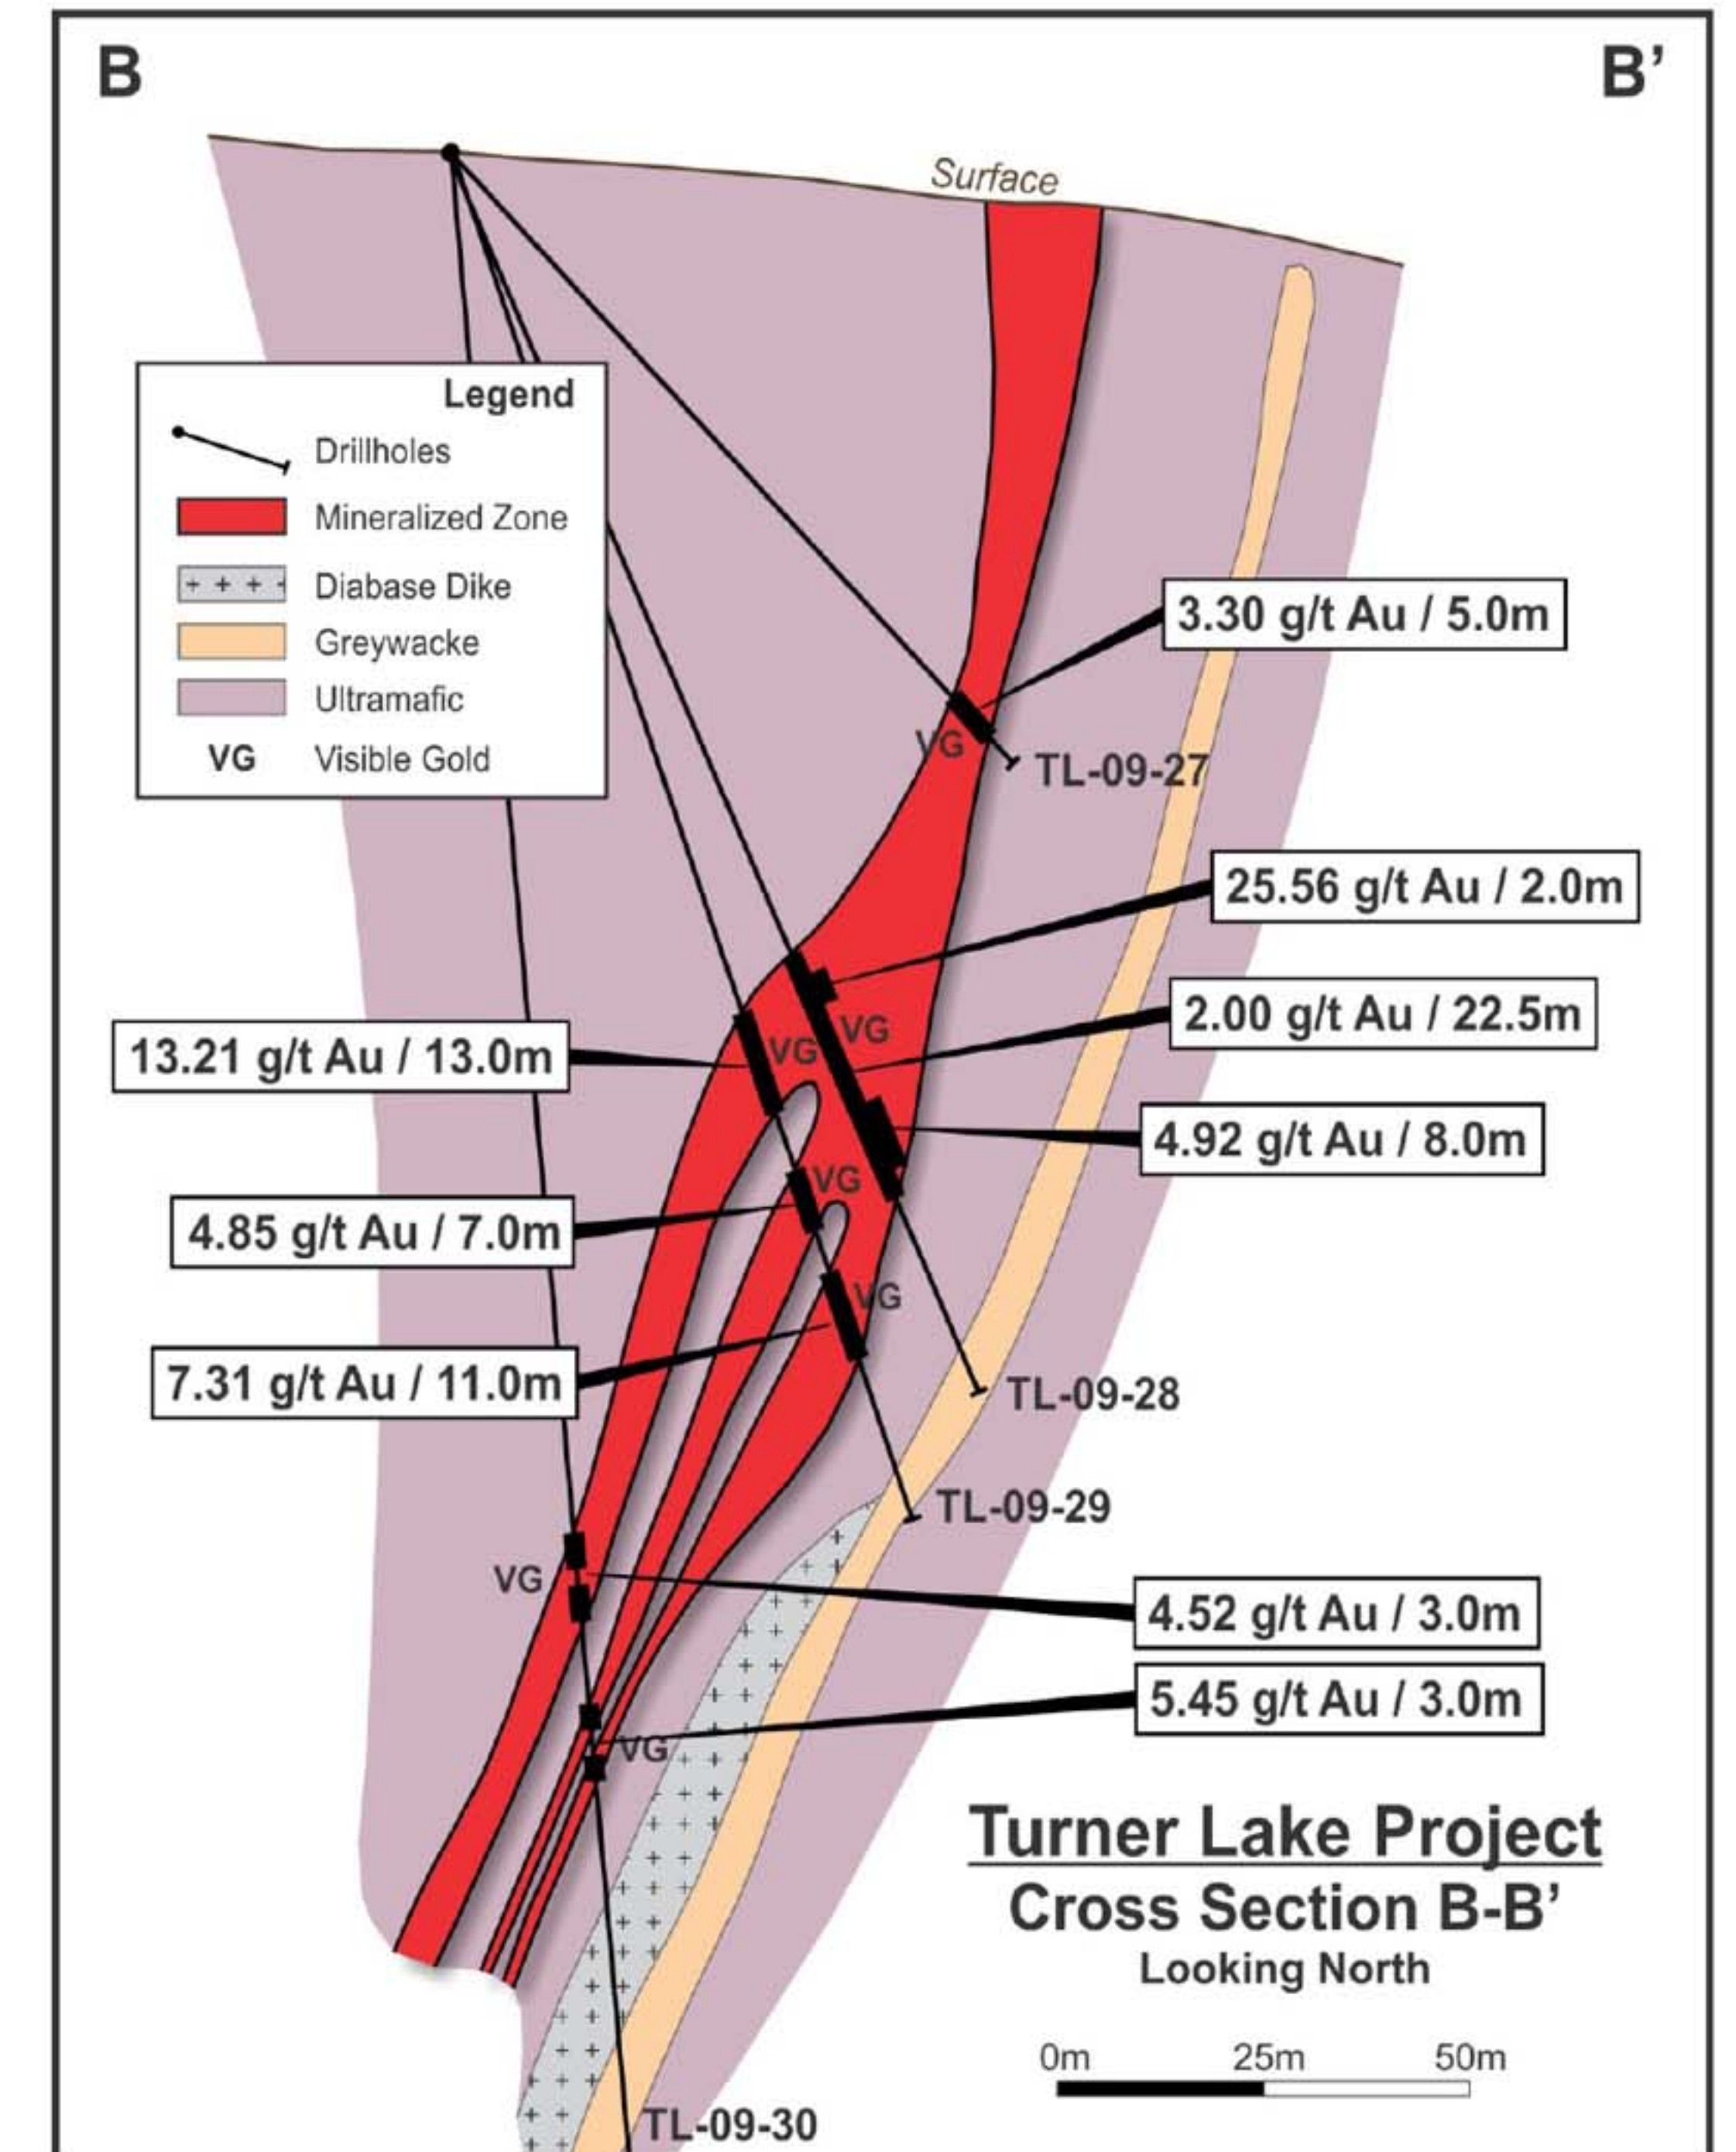 B
B’
Surface
Legend
Drillholes
Mineralized Zone
Diabase Dike
Greywacke
Ultramafic
VG Visible Gold
3.30 g/t Au / 5.0m
VG
TL-09-27
25.56 g/t Au / 2.0m
2.00 g/t Au / 22.5m
VG
VG
13.21 g/t Au / 13.0m
4.92 g/t Au / 8.0m
VG
4.85 g/t Au / 7.0m
VG
7.31 g/t Au / 11.0m
TL-09-28
TL-09-29
VG
4.52 g/t Au / 3.0m
5.45 g/t Au / 3.0m
VG
Turner Lake Project
Cross Section B-B’
Looking North
0m 25m 50m
TL-09-30